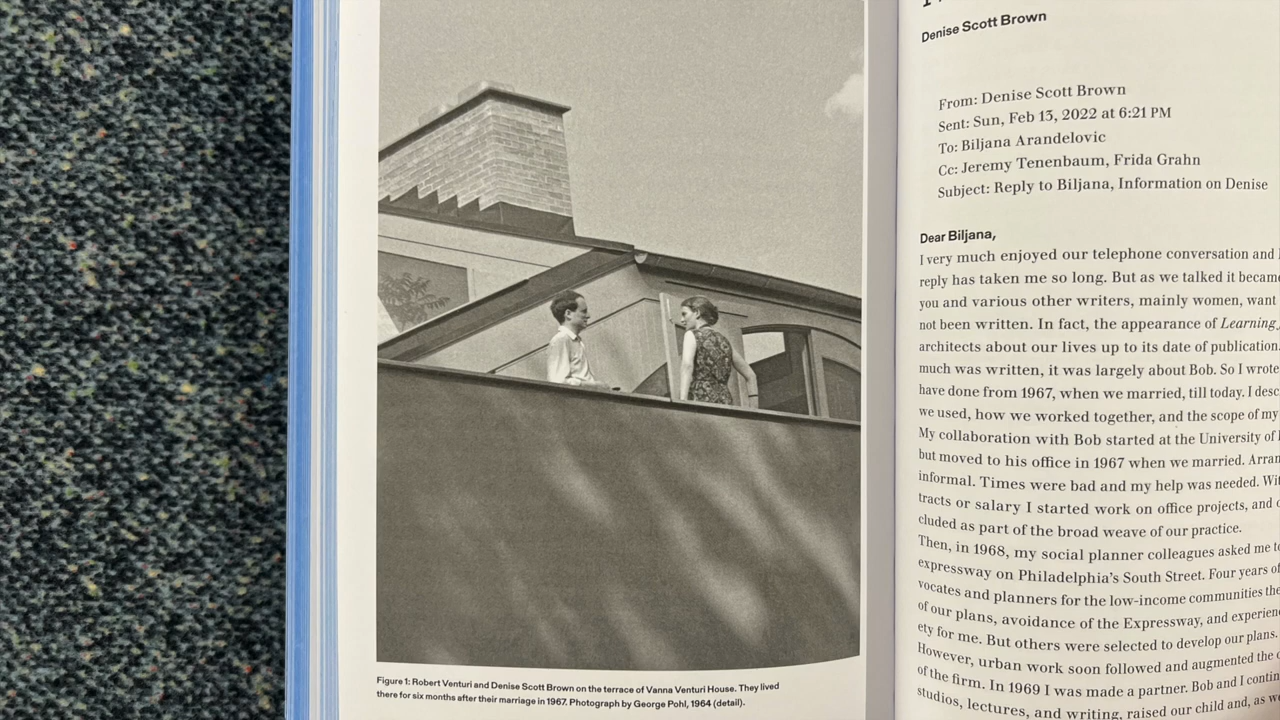 Figure 1: Robert Venturi and Denise Scott Brown on the terrace of Vanna Venturi House. They lived
there for six months after their marriage in 1967. Photograph by George Pohl, 1964 (detail).
Denise Scott Brown
From: Denise Scott Brown
Sent: Sun, Feb 13, 2022 at 6:21 PM
To: Biljana Arandelovic
Cc: Jeremy Tenenbaum, Frida Grahn
Subject: Reply to Biljana, Information on Denise
Dear Biljana,
I very much enjoyed our telephone conversation and
reply has taken me so long. But as we talked it becam
you and various other writers, mainly women, want
not been written. In fact, the appearance of Learning
architects about our lives up to its date of publication.
much was written, it was largely about Bob. So I wrote
have done from 1967, when we married, till today. I desc
we used, how we worked together, and the scope of my
My collaboration with Bob started at the University of
but moved to his office in 1967 when we married. Arran
informal. Times were bad and my help was needed. Wit
tracts or salary I started work on office projects, and
cluded as part of the broad weave of our practice.
Then, in 1968, my social planner colleagues asked me to
expressway on Philadelphia's South Street. Four years of
vocates and planners for the low-income communities the
of our plans, avoidance of the Expressway, and experien
ety for me. But others were selected to develop our plans.
However, urban work soon followed and augmented the
of the firm. In 1969 I was made a partner. Bob and I contin
studios, lectures, and writing, raised our child and, as w